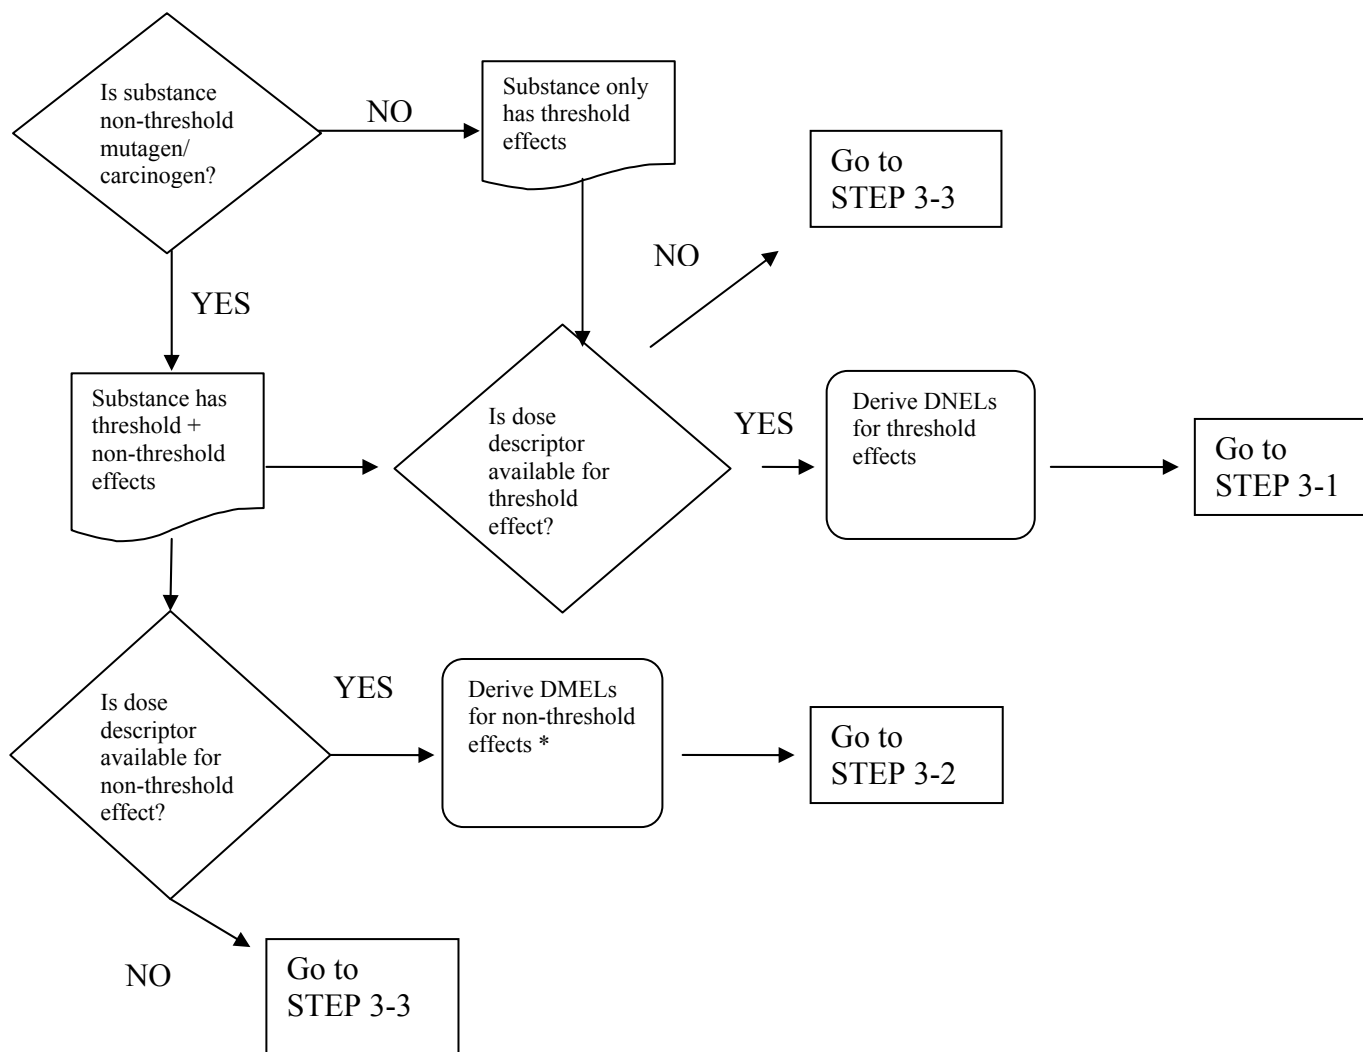 Is substance
non-threshold
mutagen/
carcinogen?
NO
Substance only
has threshold
effects
Go to
STEP 3-3
NO
YES
Substance has
threshold +
non-threshold
effects
Is dose
descriptor
available for
threshold
effect?
YES
Derive DNELs
for threshold
effects
Go to
STEP 3-1
Is dose
descriptor
available for
non-threshold
effect?
YES
Derive DMELs
for non-threshold
effects *
Go to
STEP 3-2
NO
Go to
STEP 3-3